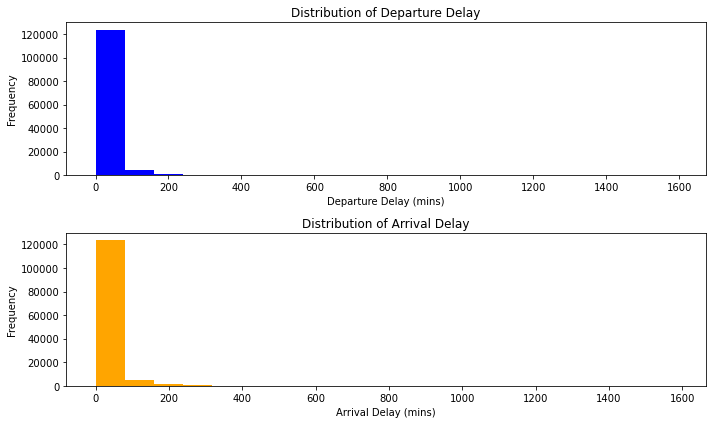 Distribution of Departure Delay
120000
100000
80000
60000
40000
20000
0
Frequency
0 200 400 600 800 1000 1200 1400 1600
Departure Delay (mins)
Distribution of Arrival Delay
120000
100000
80000
60000
40000
20000
0
Frequency
0 200 400 600 800 1000 1200 1400 1600
Arrival Delay (mins)